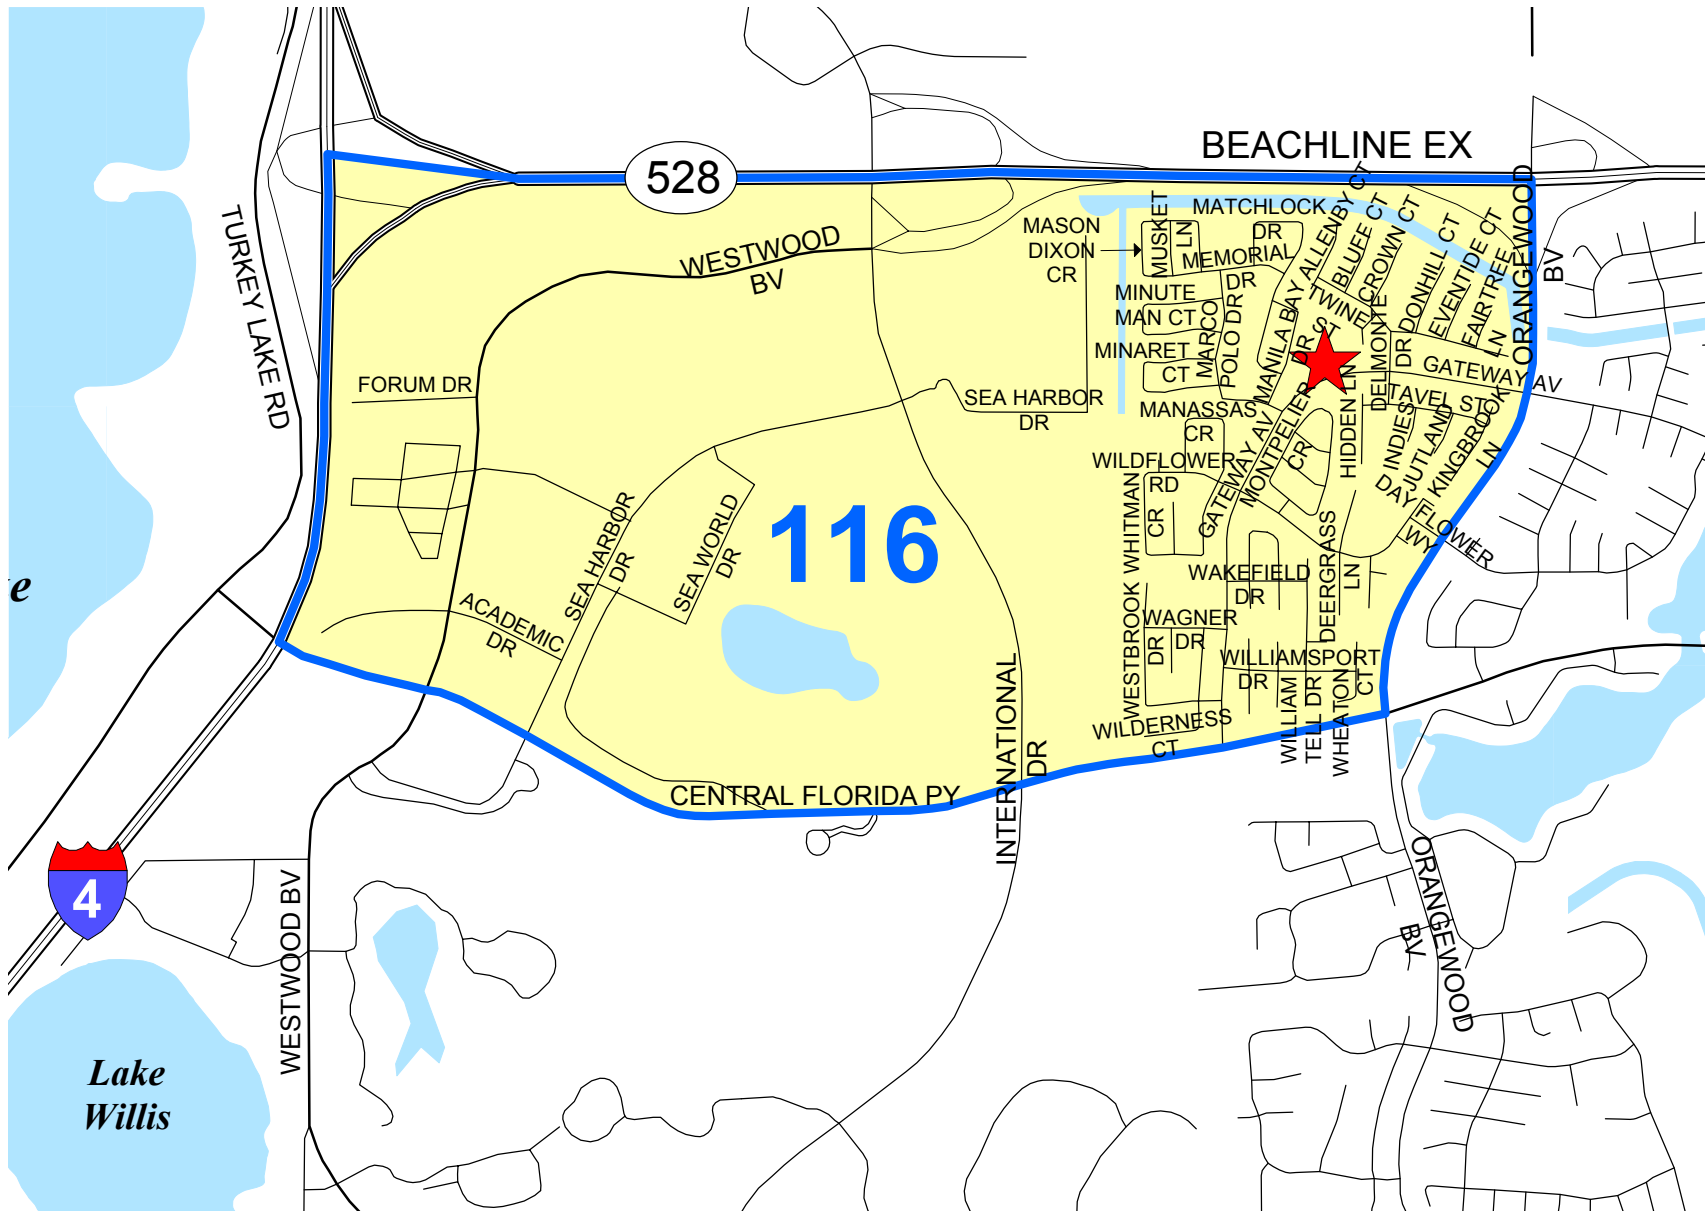 BEACHLINE EX
528
TURKEY LAKE RD
WESTWOOD
BV
MASON
DIXON
CR
MUSKET
LN
MATCHLOCK
DR
MEMORIAL
DR
MINUTE
MAN CT
MARCO
POLO DR
MINARET
CT
MANILA BAY
DR
ALLENBY CT
BLUFF CT
CROWN CT
TWINE
ST
DELMONTE
DR
DONHILL CT
EVENTIDE CT
FAIRTREE
LN
ORANGEWOOD
BV
GATEWAY AV
TAVEL ST
FORUM DR
SEA HARBOR
DR
MANASSAS
CR
WILDFLOWER
RD
GATEWAY AV
MONTPELIER
CR
HIDDEN LN
INDIES
JUTLAND
KINGBROOK
LN
DAY FLOWER
WY
WHITMAN
CR
WESTBROOK
DR
SEA HARBOR
DR
SEA WORLD
DR
116
ACADEMIC
DR
WAKEFIELD
DR
DEERGRASS
LN
WAGNER
DR
WILLIAMSPORT
DR
WILLIAM
TELL DR
WHEATON
CT
WILDERNESS
CT
INTERNATIONAL
DR
CENTRAL FLORIDA PY
e
4
WESTWOOD BV
ORANGEWOOD
BV
Lake
Willis